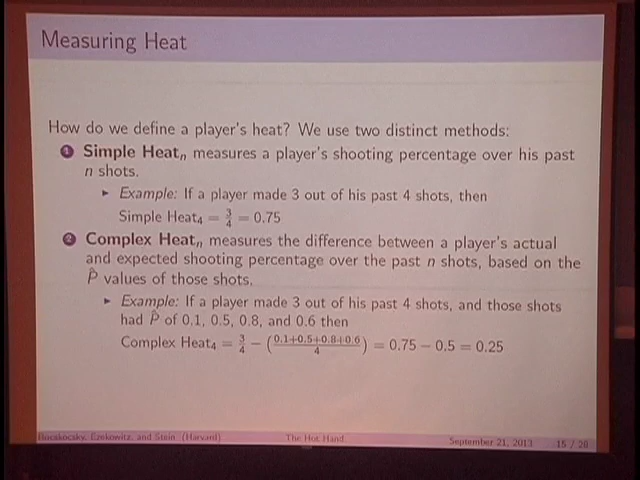 Measuring Heat
How do we define a player's heat? We use two distinct methods:
1 Simple Heatₙ measures a player's shooting percentage over his past
n shots.
▸ Example: If a player made 3 out of his past 4 shots, then
Simple Heat₄ = 3/4 = 0.75
2 Complex Heatₙ measures the difference between a player's actual
and expected shooting percentage over the past n shots, based on the
P̂ values of those shots.
▸ Example: If a player made 3 out of his past 4 shots, and those shots
had P̂ of 0.1, 0.5, 0.8, and 0.6 then
Complex Heat₄ = 3/4 − (0.1+0.5+0.8+0.6/4) = 0.75 − 0.5 = 0.25
Bocskocsky, Ezekowitz, and Stein (Harvard) The Hot Hand September 21, 2013 15 / 20